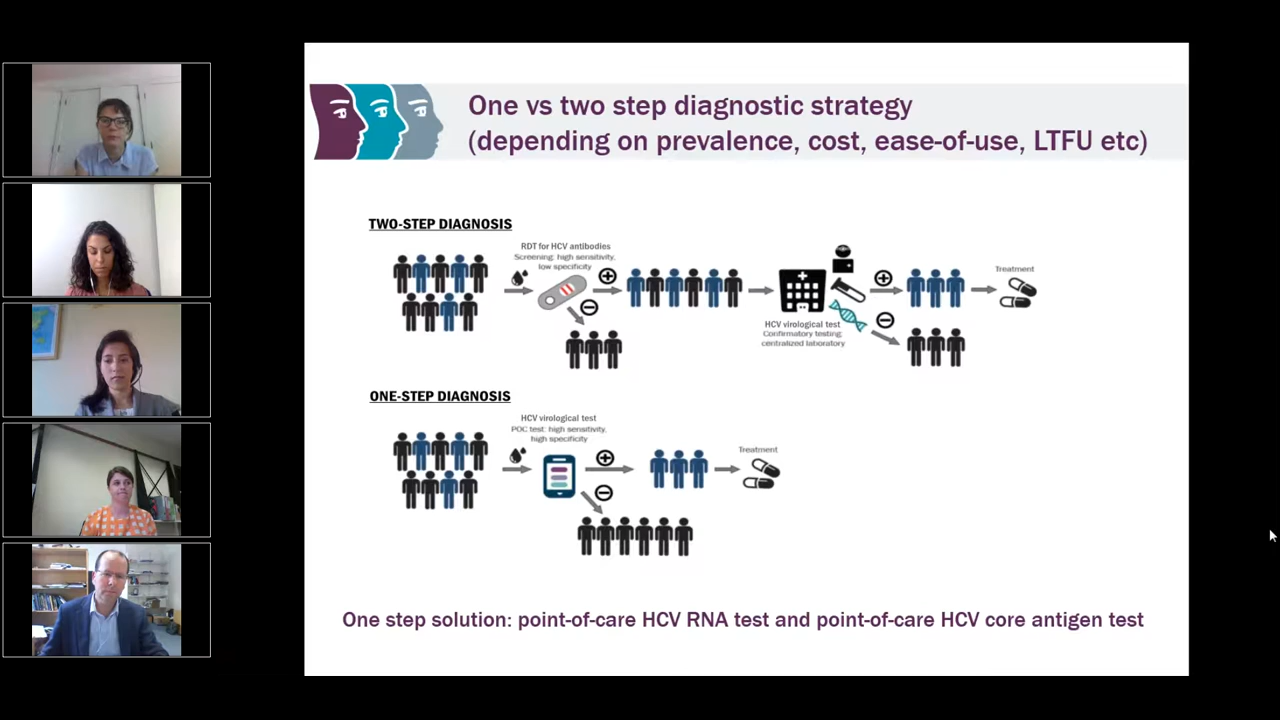 One vs two step diagnostic strategy
(depending on prevalence, cost, ease-of-use, LTFU etc)
TWO-STEP DIAGNOSIS
RDT for HCV antibodies
Screening: high sensitivity,
low specificity
Treatment
HCV virological test
Confirmatory testing:
centralized laboratory
ONE-STEP DIAGNOSIS
HCV virological test
POC test: high sensitivity,
high specificity
Treatment
One step solution: point-of-care HCV RNA test and point-of-care HCV core antigen test